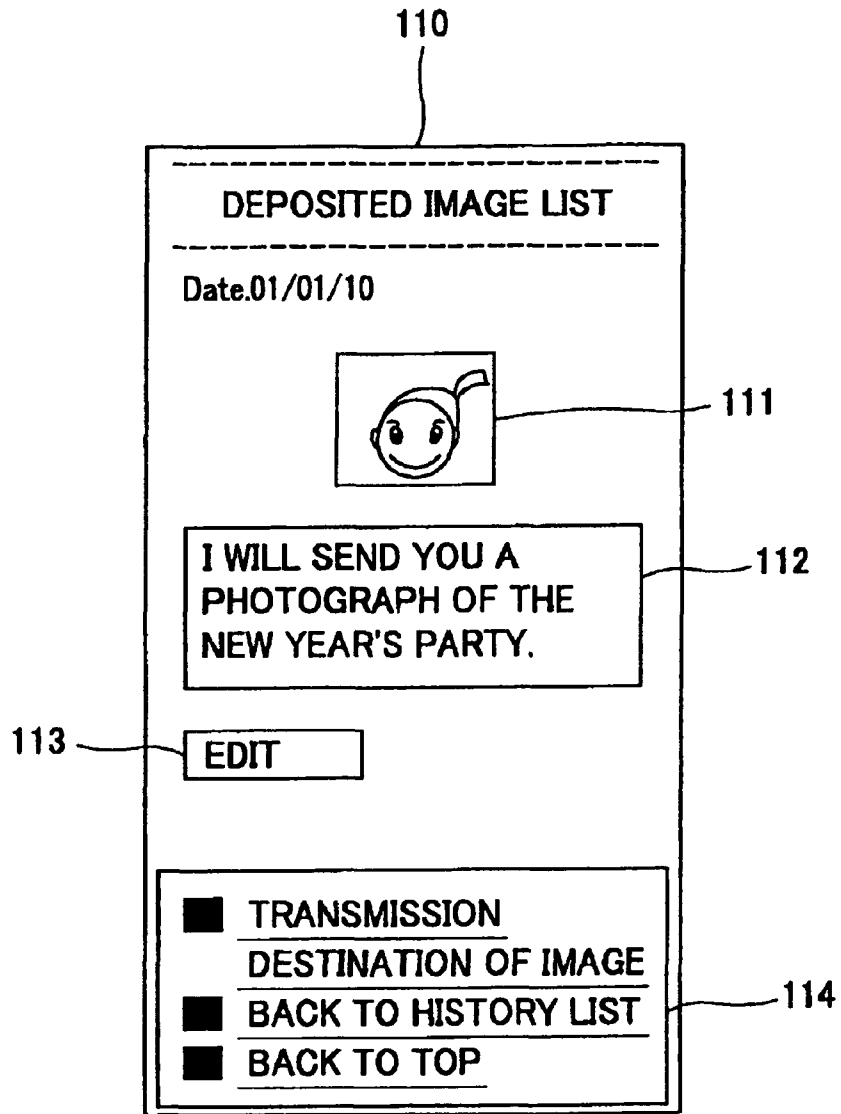 110
DEPOSITED IMAGE LIST
Date.01/01/10
111
I WILL SEND YOU A
PHOTOGRAPH OF THE
NEW YEAR'S PARTY.
112
113
EDIT
TRANSMISSION
DESTINATION OF IMAGE
BACK TO HISTORY LIST
114
BACK TO TOP